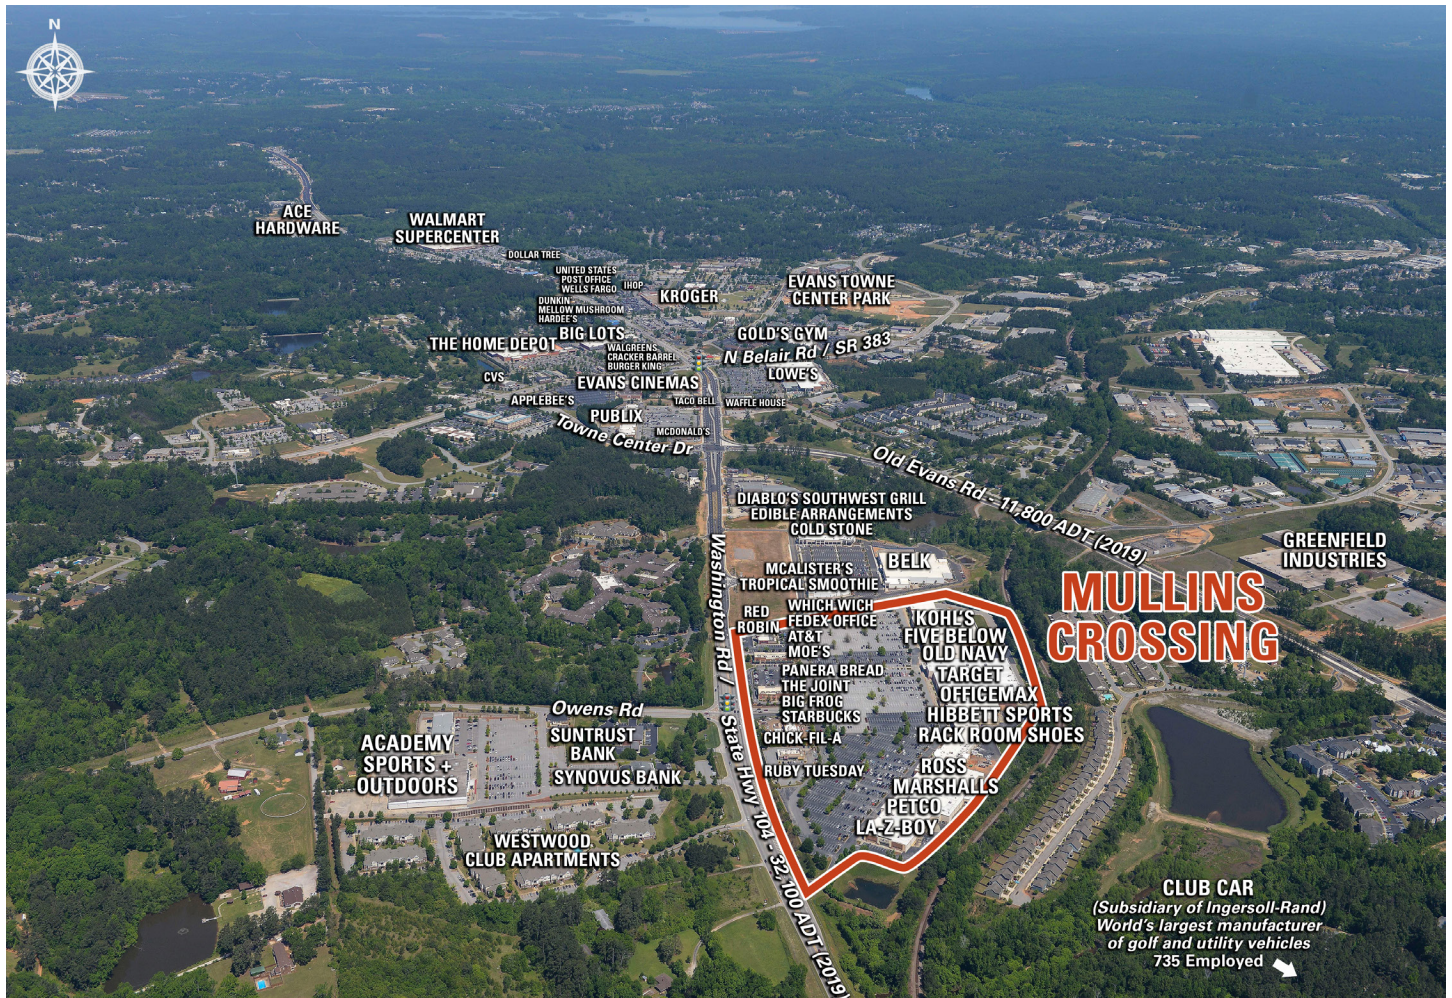 N
ACE
HARDWARE
WALMART
SUPERCENTER
DOLLAR TREE
UNITED STATES
POST OFFICE
WELLS FARGO
IHOP
KROGER
EVANS TOWNE
CENTER PARK
DUNKIN'
MELLOW MUSHROOM
HARDEE'S
BIG LOTS
THE HOME DEPOT
GOLD'S GYM
N Belair Rd / SR 383
WALGREENS
CRACKER BARREL
BURGER KING
LOWE'S
CVS
EVANS CINEMAS
APPLEBEE'S
TACO BELL
WAFFLE HOUSE
PUBLIX
MCDONALD'S
Towne Center Dr
Old Evans Rd - 11,800 ADT (2019)
DIABLO'S SOUTHWEST GRILL
EDIBLE ARRANGEMENTS
COLD STONE
GREENFIELD
INDUSTRIES
BELK
MCALISTER'S
TROPICAL SMOOTHIE
MULLINS
CROSSING
Washington Rd / State Hwy 104 - 32,100 ADT (2019)
RED
ROBIN
WHICH WICH
FEDEX OFFICE
AT&T
MOE'S
KOHL'S
FIVE BELOW
OLD NAVY
PANERA BREAD
THE JOINT
BIG FROG
STARBUCKS
TARGET
OFFICEMAX
HIBBETT SPORTS
RACK ROOM SHOES
Owens Rd
CHICK-FIL-A
SUNTRUST
BANK
ACADEMY
SPORTS +
OUTDOORS
SYNOVUS BANK
RUBY TUESDAY
ROSS
MARSHALLS
PETCO
LA-Z-BOY
WESTWOOD
CLUB APARTMENTS
CLUB CAR
(Subsidiary of Ingersoll-Rand)
World's largest manufacturer
of golf and utility vehicles
735 Employed